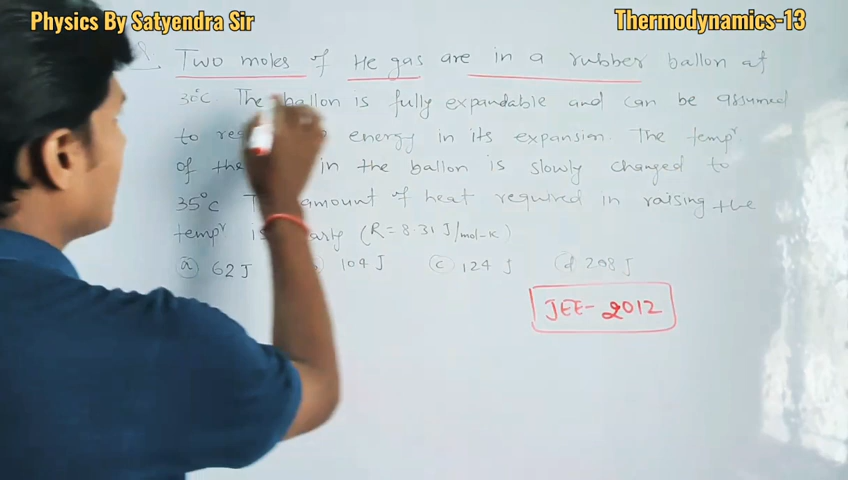 Physics By Satyendra Sir
Thermodynamics-13
Q. Two moles of He gas are in a rubber ballon at
30°C. The ballon is fully expandable and can be assumed
to energy in its expansion. The tempr
of the in the ballon is slowly changed to
35°C amount of heat required in raising the
tempr is (R = 8.31 J/mol-K)
(a) 62 J 104 J (c) 124 J (d) 208 J
JEE- 2012